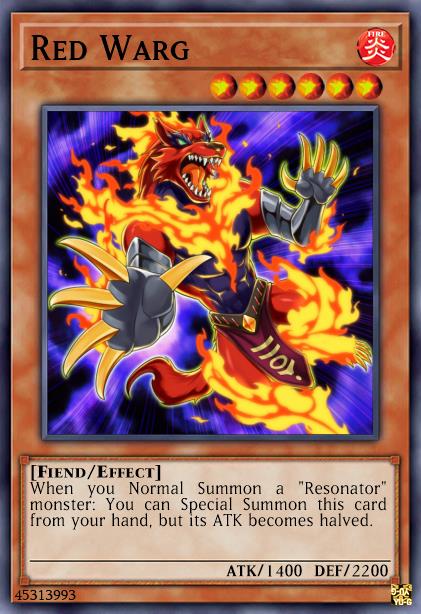 Red Warg
FIRE
炎
[Fiend/Effect]
When you Normal Summon a "Resonator"
monster: You can Special Summon this card
from your hand, but its ATK becomes halved.
ATK/1400 DEF/2200
45313993